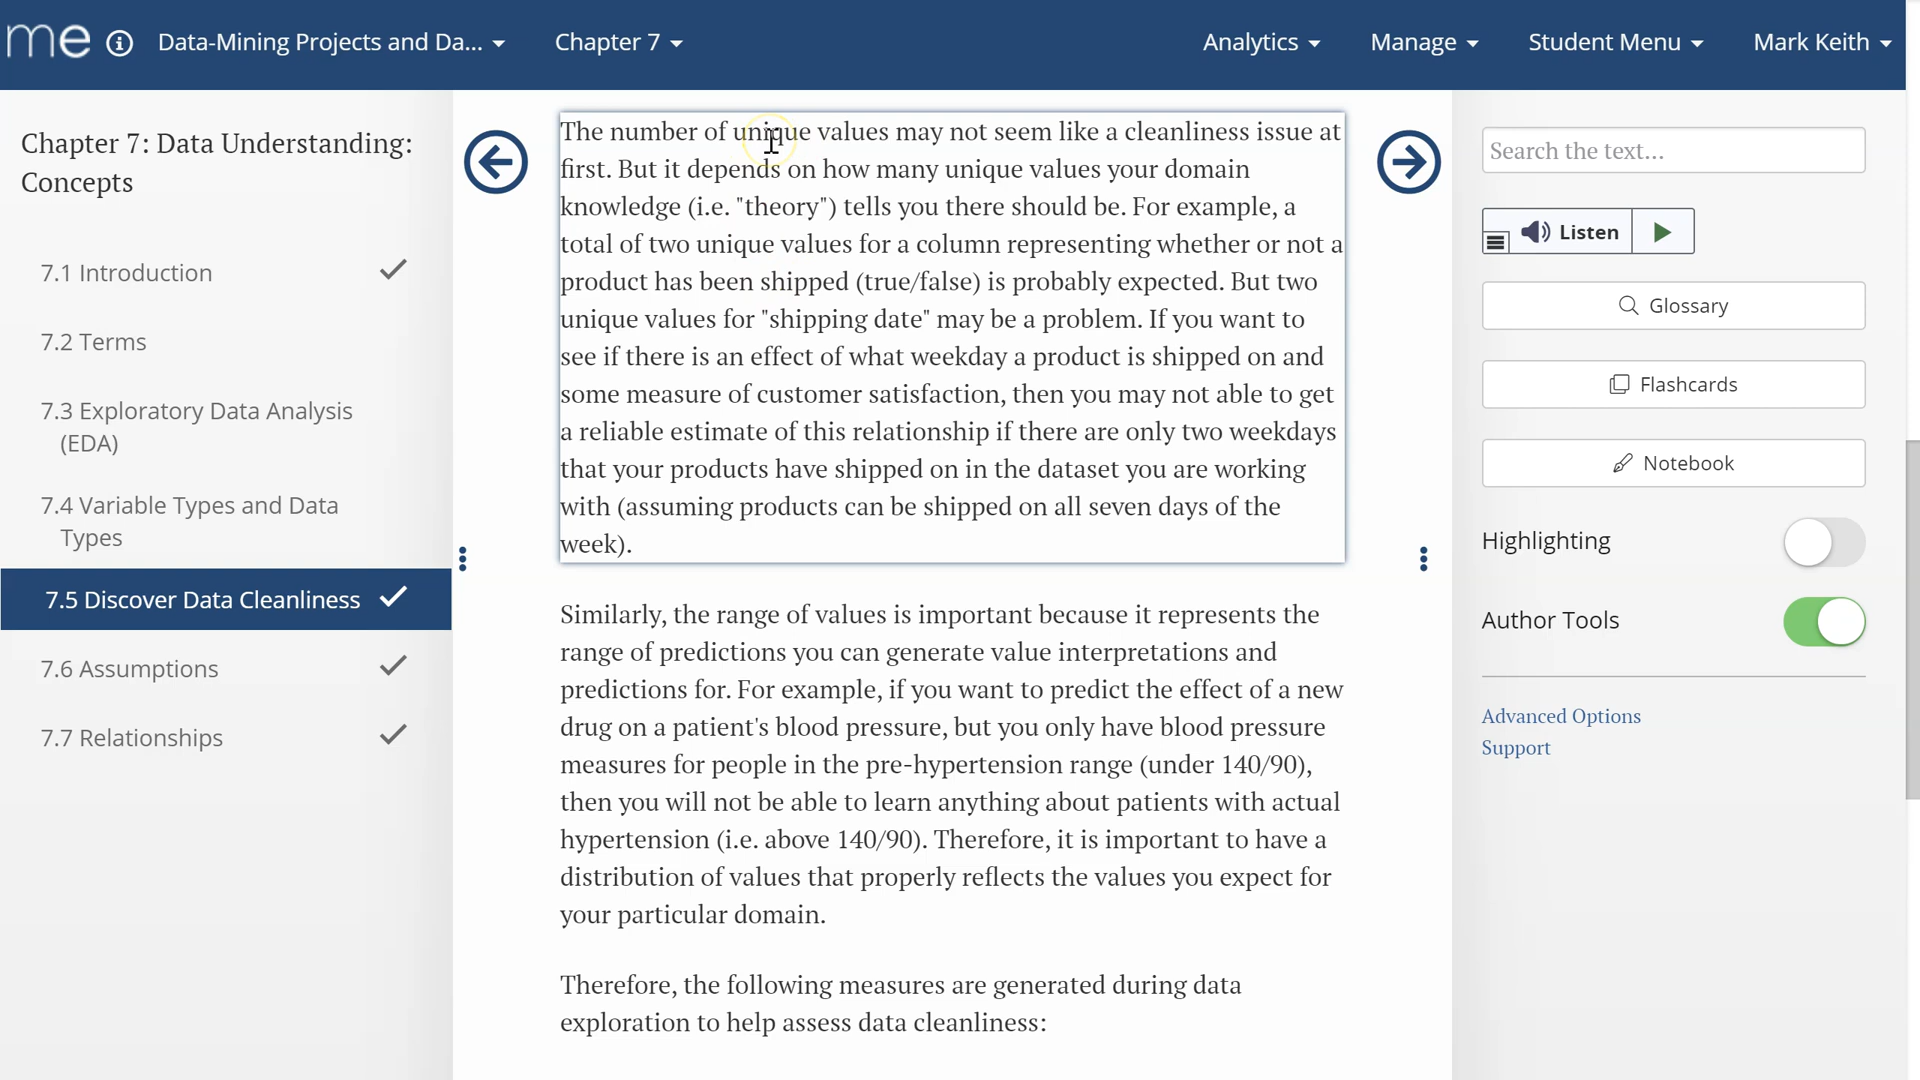 me
Data-Mining Projects and Da...
Chapter 7
Analytics
Manage
Student Menu
Mark Keith
Chapter 7: Data Understanding:
Concepts
7.1 Introduction
7.2 Terms
7.3 Exploratory Data Analysis
(EDA)
7.4 Variable Types and Data
Types
7.5 Discover Data Cleanliness
7.6 Assumptions
7.7 Relationships
The number of unique values may not seem like a cleanliness issue at
first. But it depends on how many unique values your domain
knowledge (i.e. "theory") tells you there should be. For example, a
total of two unique values for a column representing whether or not a
product has been shipped (true/false) is probably expected. But two
unique values for "shipping date" may be a problem. If you want to
see if there is an effect of what weekday a product is shipped on and
some measure of customer satisfaction, then you may not able to get
a reliable estimate of this relationship if there are only two weekdays
that your products have shipped on in the dataset you are working
with (assuming products can be shipped on all seven days of the
week).
Similarly, the range of values is important because it represents the
range of predictions you can generate value interpretations and
predictions for. For example, if you want to predict the effect of a new
drug on a patient's blood pressure, but you only have blood pressure
measures for people in the pre-hypertension range (under 140/90),
then you will not be able to learn anything about patients with actual
hypertension (i.e. above 140/90). Therefore, it is important to have a
distribution of values that properly reflects the values you expect for
your particular domain.
Therefore, the following measures are generated during data
exploration to help assess data cleanliness:
Search the text...
Listen
Glossary
Flashcards
Notebook
Highlighting
Author Tools
Advanced Options
Support